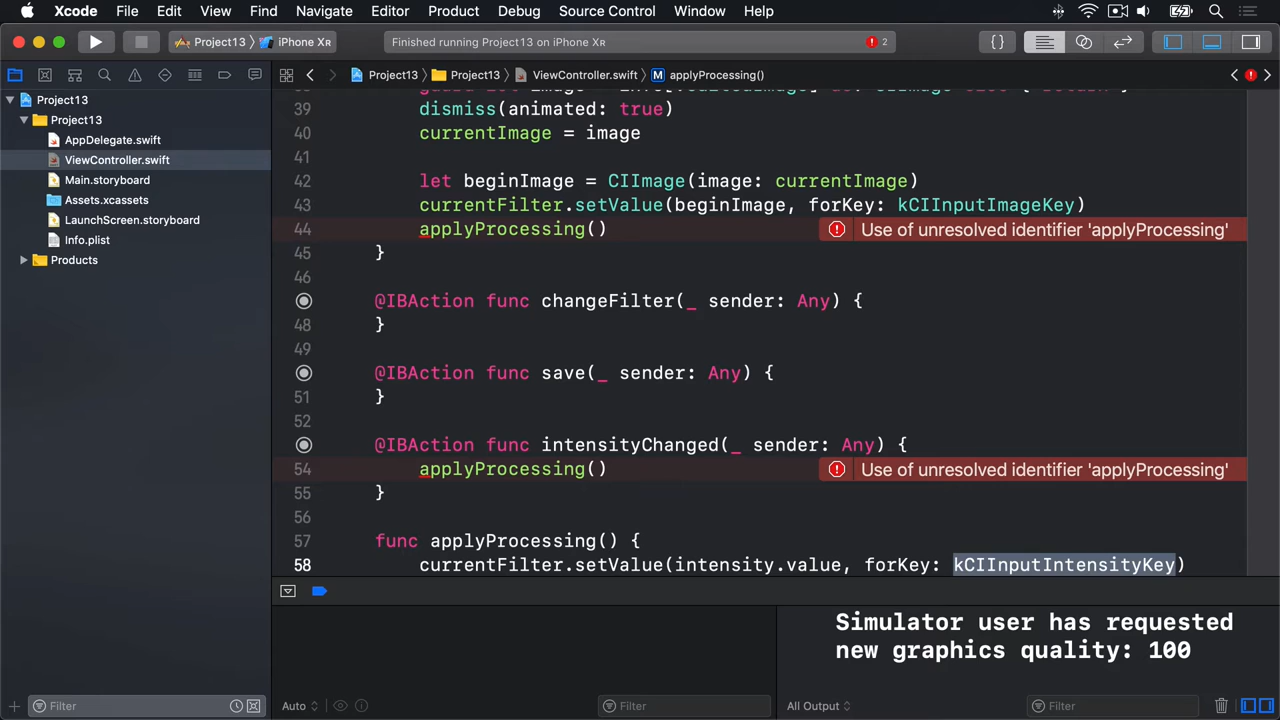 Xcode File Edit View Find Navigate Editor Product Debug Source Control Window Help
Project13 iPhone XR Finished running Project13 on iPhone XR 2
Project13 Project13 ViewController.swift M applyProcessing()
Project13
Project13
AppDelegate.swift
ViewController.swift
Main.storyboard
Assets.xcassets
LaunchScreen.storyboard
Info.plist
Products
39 dismiss(animated: true)
40 currentImage = image
41
42 let beginImage = CIImage(image: currentImage)
43 currentFilter.setValue(beginImage, forKey: kCIInputImageKey)
44 applyProcessing() Use of unresolved identifier 'applyProcessing'
45 }
46
@IBAction func changeFilter(_ sender: Any) {
48 }
49
@IBAction func save(_ sender: Any) {
51 }
52
@IBAction func intensityChanged(_ sender: Any) {
54 applyProcessing() Use of unresolved identifier 'applyProcessing'
55 }
56
57 func applyProcessing() {
58 currentFilter.setValue(intensity.value, forKey: kCIInputIntensityKey)
Simulator user has requested
new graphics quality: 100
Filter Auto Filter All Output Filter